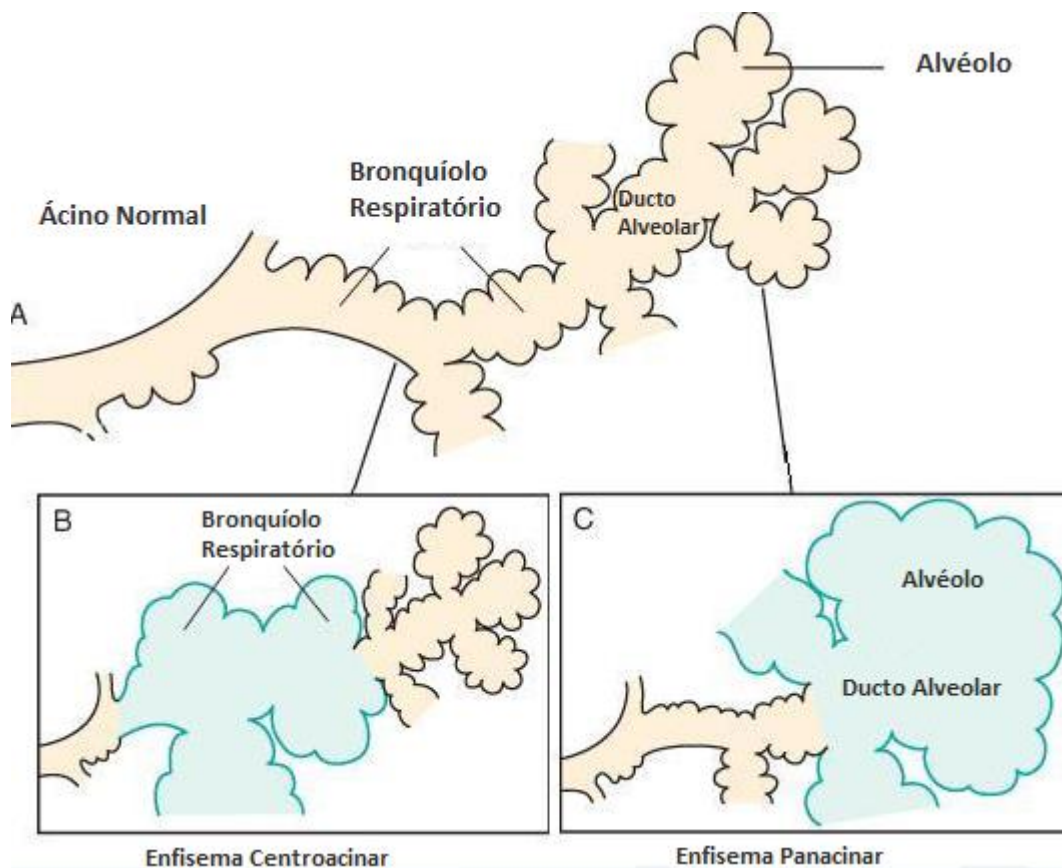 Alvéolo
Bronquíolo
Respiratório
Ducto
Alveolar
Ácino Normal
A
B
Bronquíolo
Respiratório
C
Alvéolo
Ducto Alveolar
Enfisema Centroacinar
Enfisema Panacinar